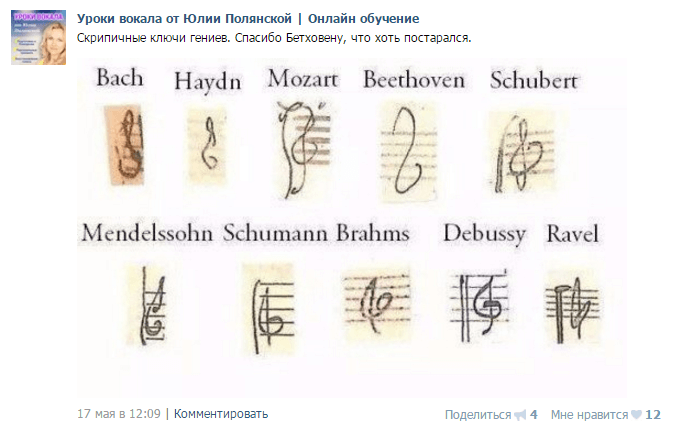 Уроки вокала от Юлии Полянской | Онлайн обучение
Скрипичные ключи гениев. Спасибо Бетховену, что хоть постарался.
Bach Haydn Mozart Beethoven Schubert
Mendelssohn Schumann Brahms Debussy Ravel
17 мая в 12:09 | Комментировать
Поделиться 4 Мне нравится 12